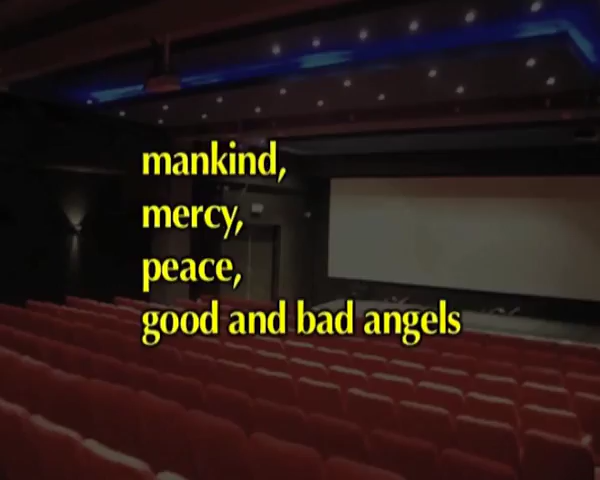 mankind,
mercy,
peace,
good and bad angels